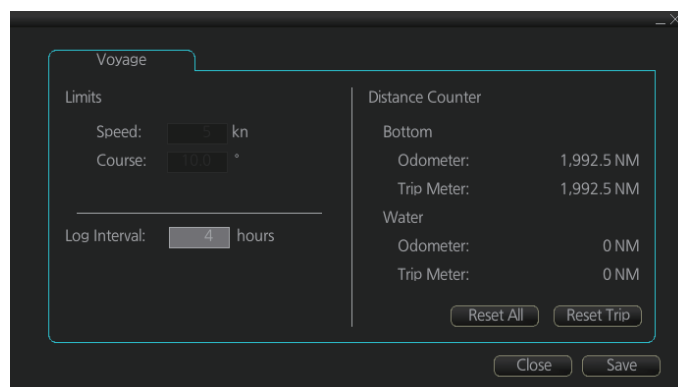 Voyage
Limits
Speed: 5 kn
Course: 10.0 °
Log Interval: 4 hours
Distance Counter
Bottom
Odometer: 1,992.5 NM
Trip Meter: 1,992.5 NM
Water
Odometer: 0 NM
Trip Meter: 0 NM
Reset All Reset Trip
Close Save